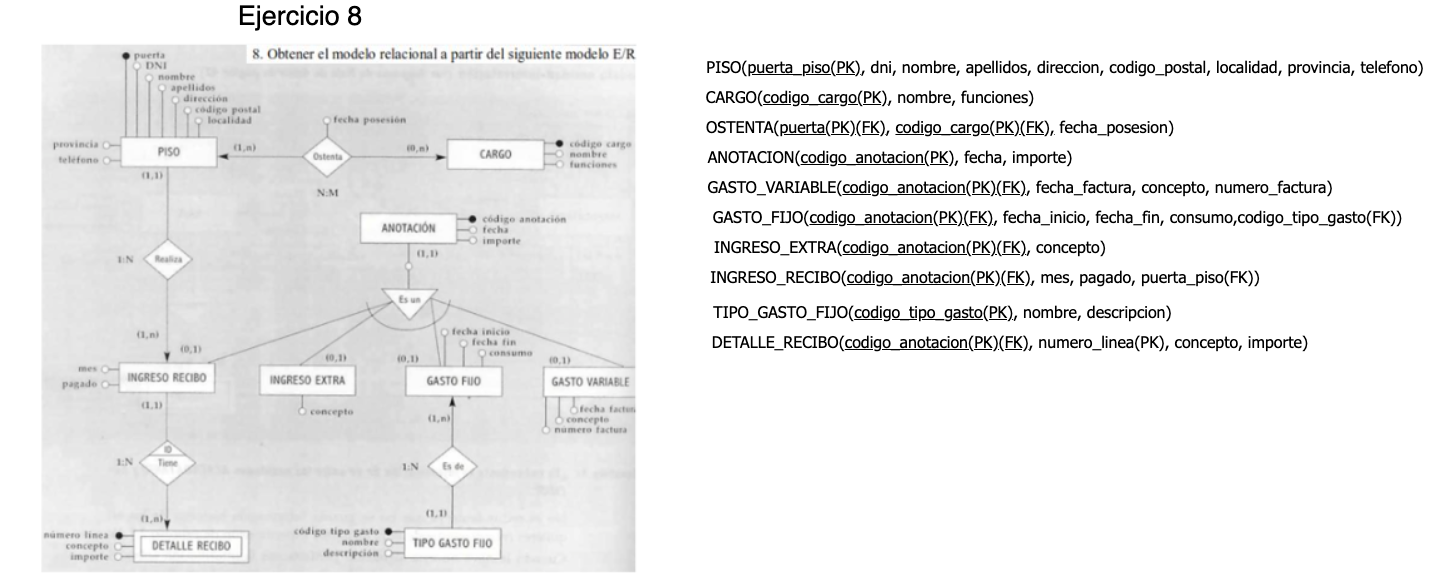 Ejercicio 8
8. Obtener el modelo relacional a partir del siguiente modelo E/R
puerta
DNI
nombre
apellidos
dirección
código postal
localidad
provincia
teléfono
PISO
(1,n)
fecha posesión
Ostenta
N:M
(0,n)
CARGO
código cargo
nombre
funciones
(1,1)
1:N
Realiza
(1,n)
(0,1)
ANOTACIÓN
código anotación
fecha
importe
(1,1)
Es un
mes
pagado
INGRESO RECIBO
(0,1)
INGRESO EXTRA
concepto
(0,1)
fecha inicio
fecha fin
consumo
GASTO FIJO
(0,1)
GASTO VARIABLE
fecha factura
concepto
número factura
(1,1)
1:N
ID
Tiene
(1,n)
número línea
concepto
importe
DETALLE RECIBO
(1,n)
1:N
Es de
(1,1)
código tipo gasto
nombre
descripción
TIPO GASTO FIJO
PISO(puerta_piso(PK), dni, nombre, apellidos, direccion, codigo_postal, localidad, provincia, telefono)
CARGO(codigo_cargo(PK), nombre, funciones)
OSTENTA(puerta(PK)(FK), codigo_cargo(PK)(FK), fecha_posesion)
ANOTACION(codigo_anotacion(PK), fecha, importe)
GASTO_VARIABLE(codigo_anotacion(PK)(FK), fecha_factura, concepto, numero_factura)
GASTO_FIJO(codigo_anotacion(PK)(FK), fecha_inicio, fecha_fin, consumo,codigo_tipo_gasto(FK))
INGRESO_EXTRA(codigo_anotacion(PK)(FK), concepto)
INGRESO_RECIBO(codigo_anotacion(PK)(FK), mes, pagado, puerta_piso(FK))
TIPO_GASTO_FIJO(codigo_tipo_gasto(PK), nombre, descripcion)
DETALLE_RECIBO(codigo_anotacion(PK)(FK), numero_linea(PK), concepto, importe)